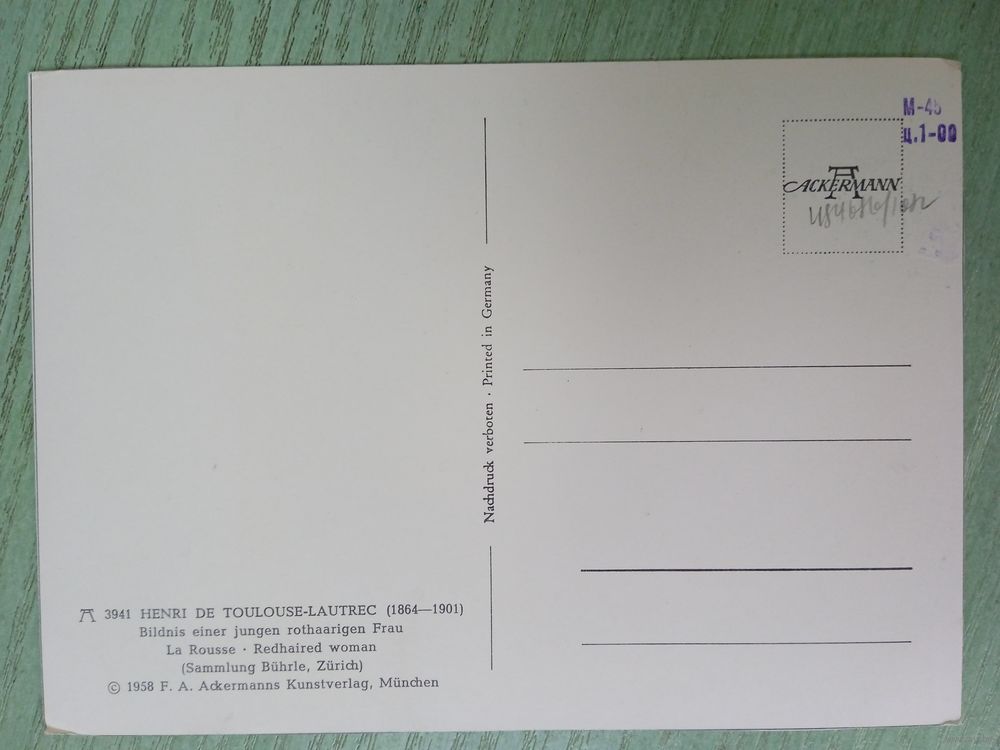 М-45
ц.1-00
ACKERMANN
Nachdruck verboten · Printed in Germany
3941 HENRI DE TOULOUSE-LAUTREC (1864—1901)
Bildnis einer jungen rothaarigen Frau
La Rousse · Redhaired woman
(Sammlung Bührle, Zürich)
© 1958 F. A. Ackermanns Kunstverlag, München